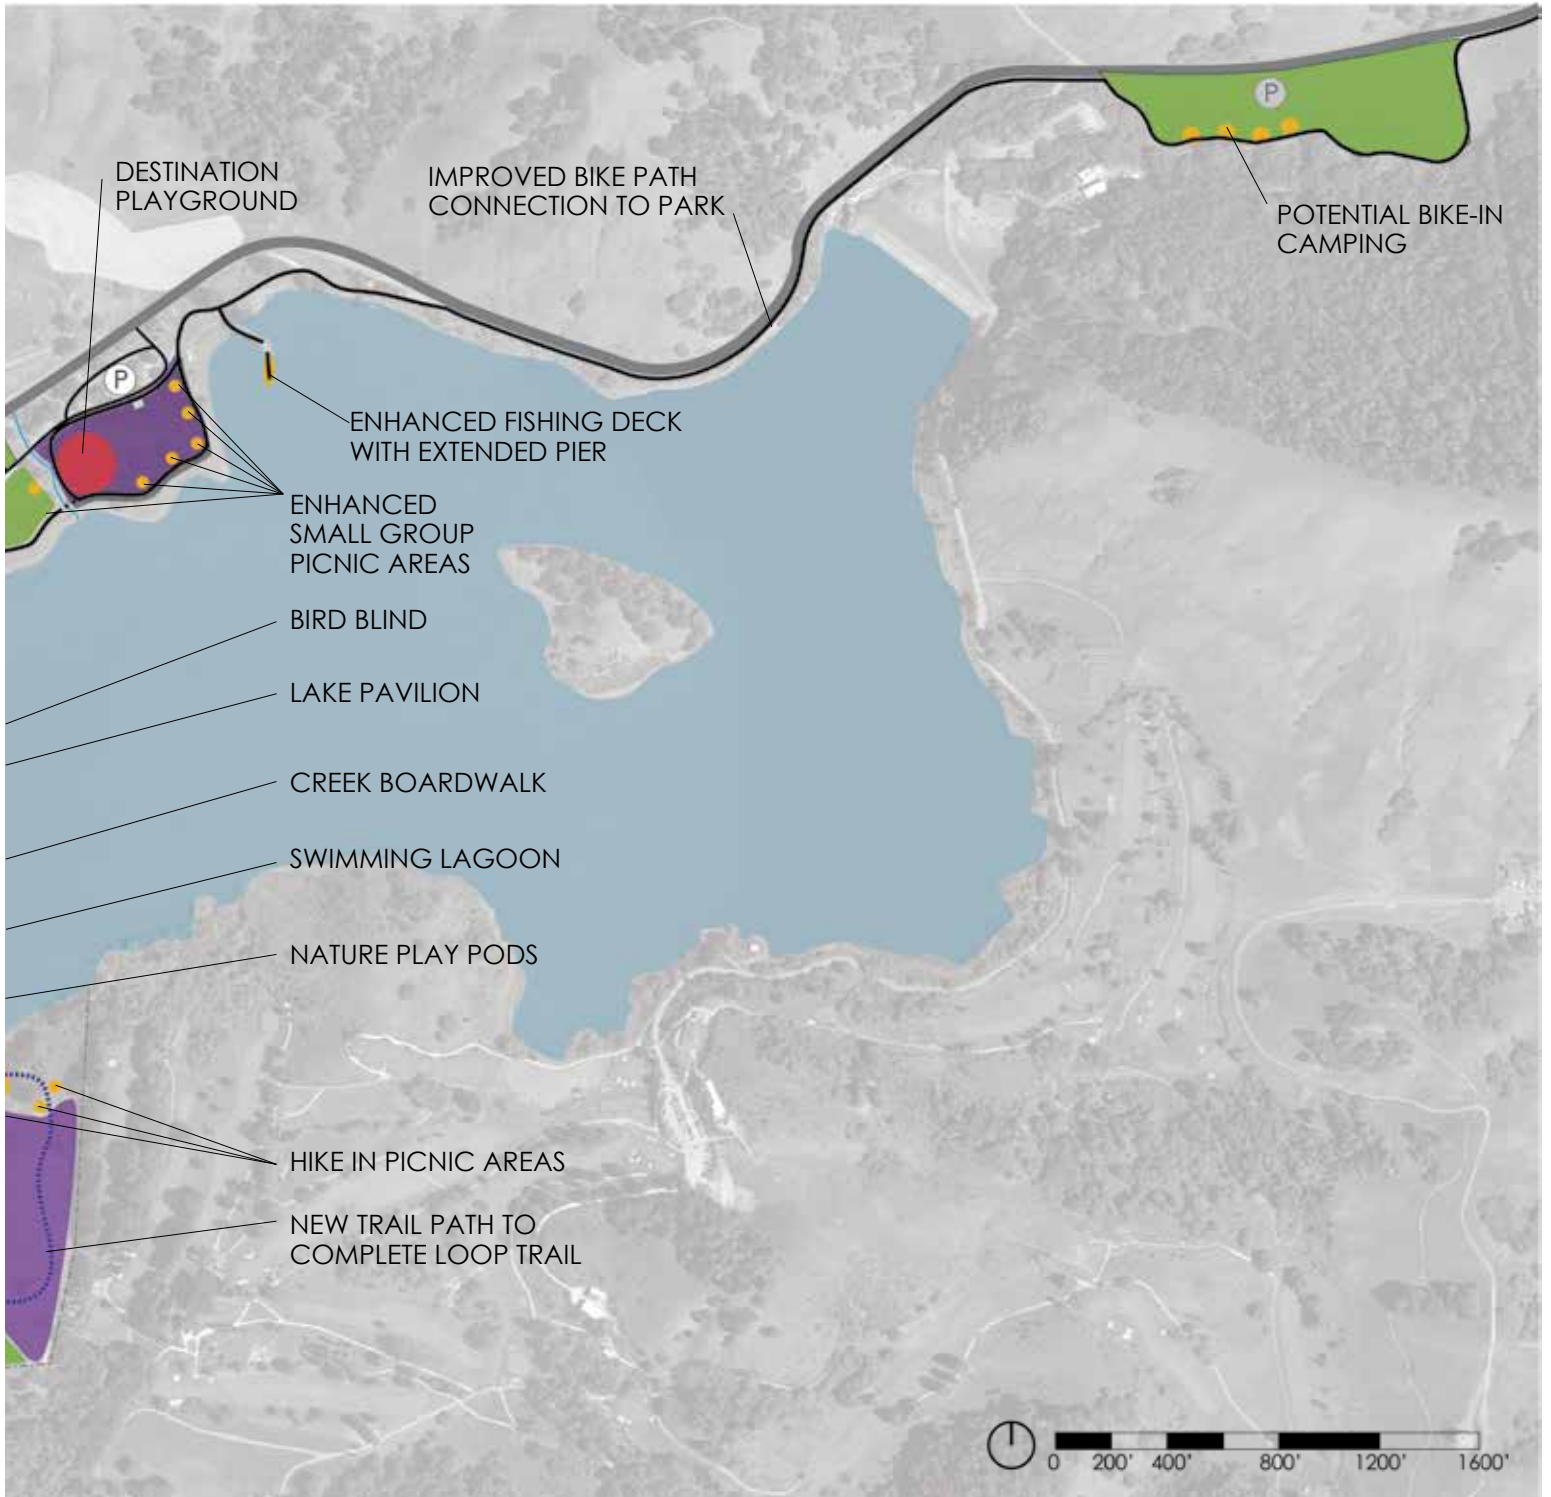 P
DESTINATION
PLAYGROUND
IMPROVED BIKE PATH
CONNECTION TO PARK
POTENTIAL BIKE-IN
CAMPING
P
ENHANCED FISHING DECK
WITH EXTENDED PIER
ENHANCED
SMALL GROUP
PICNIC AREAS
BIRD BLIND
LAKE PAVILION
CREEK BOARDWALK
SWIMMING LAGOON
NATURE PLAY PODS
HIKE IN PICNIC AREAS
NEW TRAIL PATH TO
COMPLETE LOOP TRAIL
0 200' 400' 800' 1200' 1600'